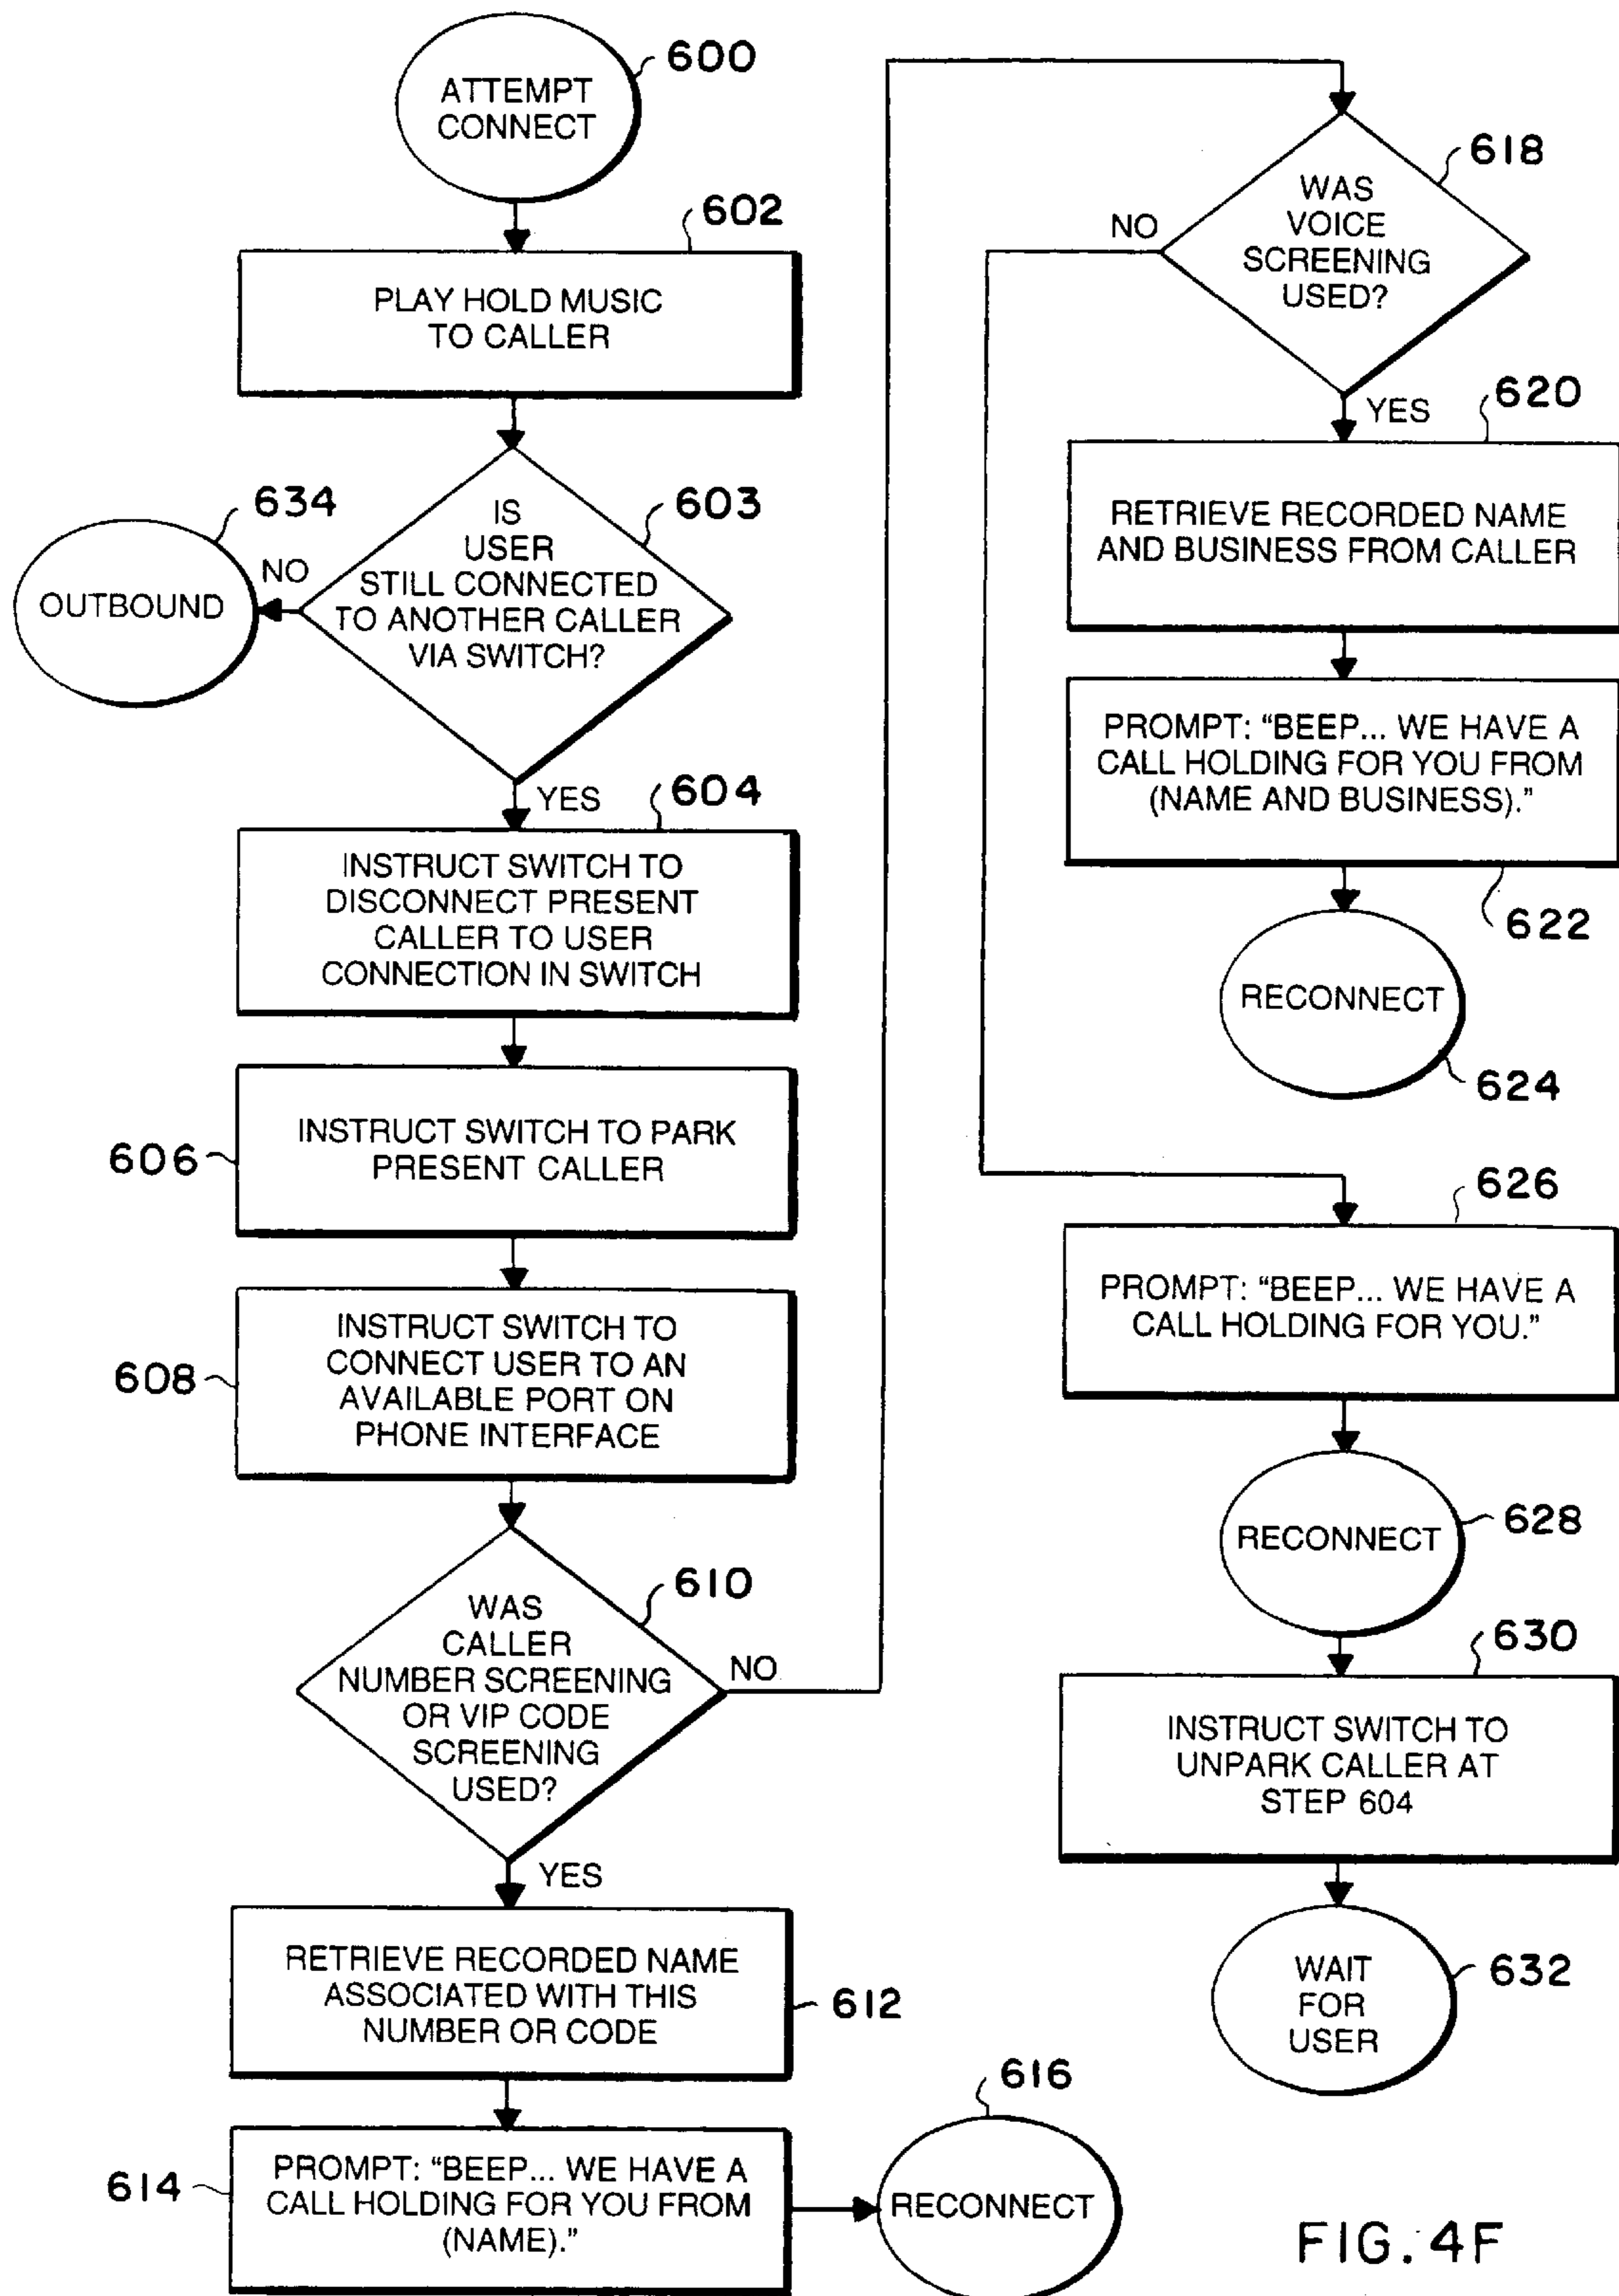 600
ATTEMPT
CONNECT
602
PLAY HOLD MUSIC
TO CALLER
603
IS
USER
STILL CONNECTED
TO ANOTHER CALLER
VIA SWITCH?
NO
634
OUTBOUND
YES
604
INSTRUCT SWITCH TO
DISCONNECT PRESENT
CALLER TO USER
CONNECTION IN SWITCH
606
INSTRUCT SWITCH TO PARK
PRESENT CALLER
608
INSTRUCT SWITCH TO
CONNECT USER TO AN
AVAILABLE PORT ON
PHONE INTERFACE
610
WAS
CALLER
NUMBER SCREENING
OR VIP CODE
SCREENING
USED?
NO
YES
RETRIEVE RECORDED NAME
ASSOCIATED WITH THIS
NUMBER OR CODE
612
614
PROMPT: “BEEP... WE HAVE A
CALL HOLDING FOR YOU FROM
(NAME).”
616
RECONNECT
618
WAS
VOICE
SCREENING
USED?
NO
YES
620
RETRIEVE RECORDED NAME
AND BUSINESS FROM CALLER
PROMPT: “BEEP... WE HAVE A
CALL HOLDING FOR YOU FROM
(NAME AND BUSINESS).”
622
RECONNECT
624
626
PROMPT: “BEEP... WE HAVE A
CALL HOLDING FOR YOU.”
RECONNECT
628
630
INSTRUCT SWITCH TO
UNPARK CALLER AT
STEP 604
WAIT
FOR
USER
632
FIG. 4F